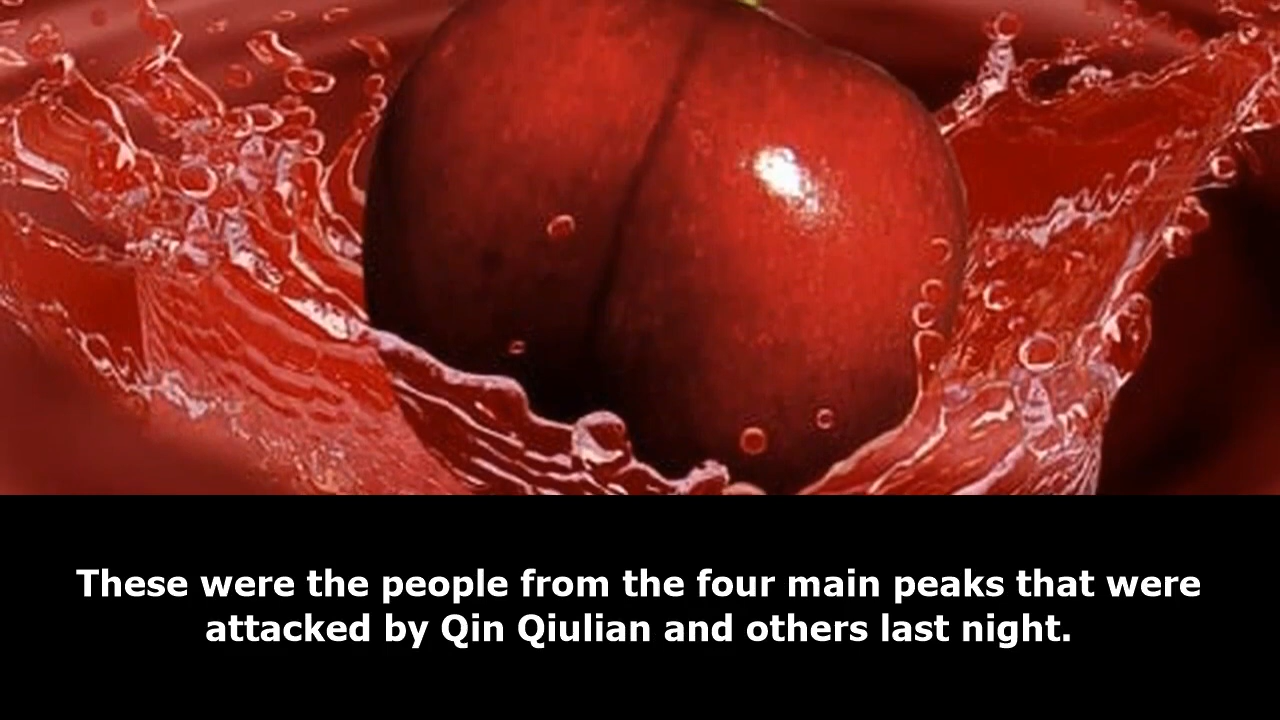 These were the people from the four main peaks that were
attacked by Qin Qiulian and others last night.